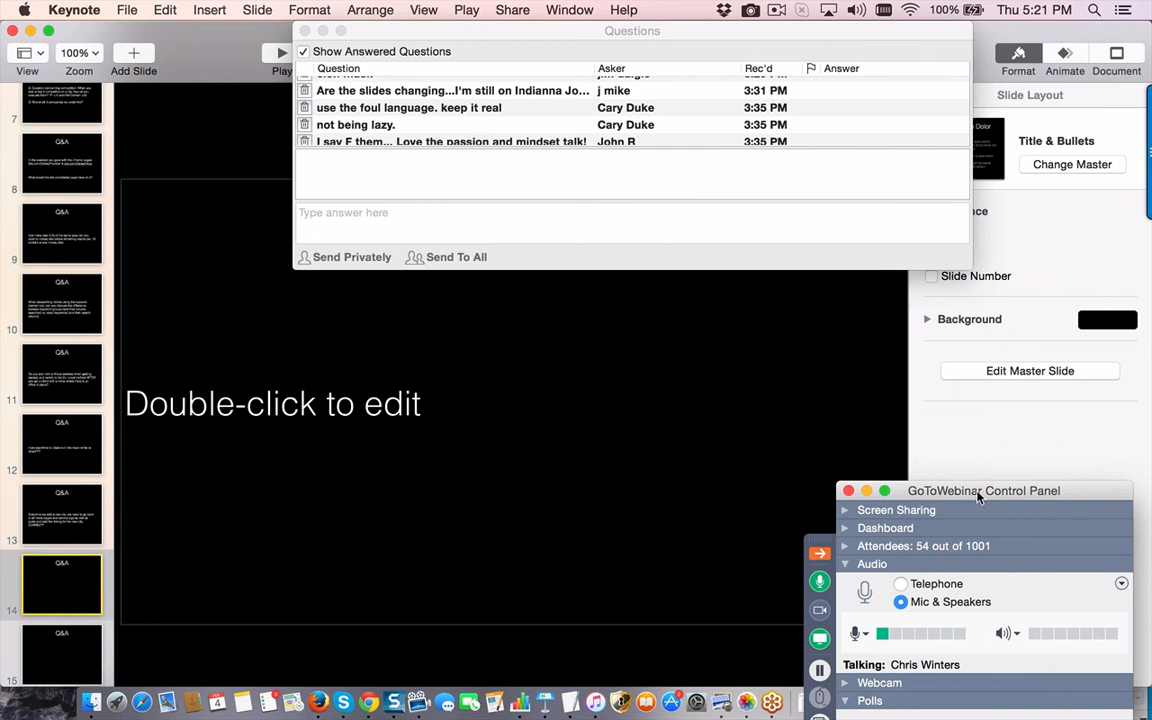 Keynote File Edit Insert Slide Format Arrange View Play Share Window Help 100% Thu 5:21 PM
Questions
100%
View Zoom Add Slide Play
Format Animate Document
Show Answered Questions
Question Asker Rec'd Answer
Are the slides changing...I'm still on Indianna Jo... j mike 3:31 PM
use the foul language. keep it real Cary Duke 3:35 PM
not being lazy. Cary Duke 3:35 PM
I say F them... Love the passion and mindset talk! John R 3:35 PM
Type answer here
Send Privately Send To All
Slide Layout
Title & Bullets
Change Master
nce
Slide Number
Background
Edit Master Slide
7
Q&A
8
Q&A
9
Q&A
10
Q&A
11
Q&A
12
Q&A
13
Q&A
14
Q&A
15
Double-click to edit
GoToWebinar Control Panel
Screen Sharing
Dashboard
Attendees: 54 out of 1001
Audio
Telephone
Mic & Speakers
Talking: Chris Winters
Webcam
Polls